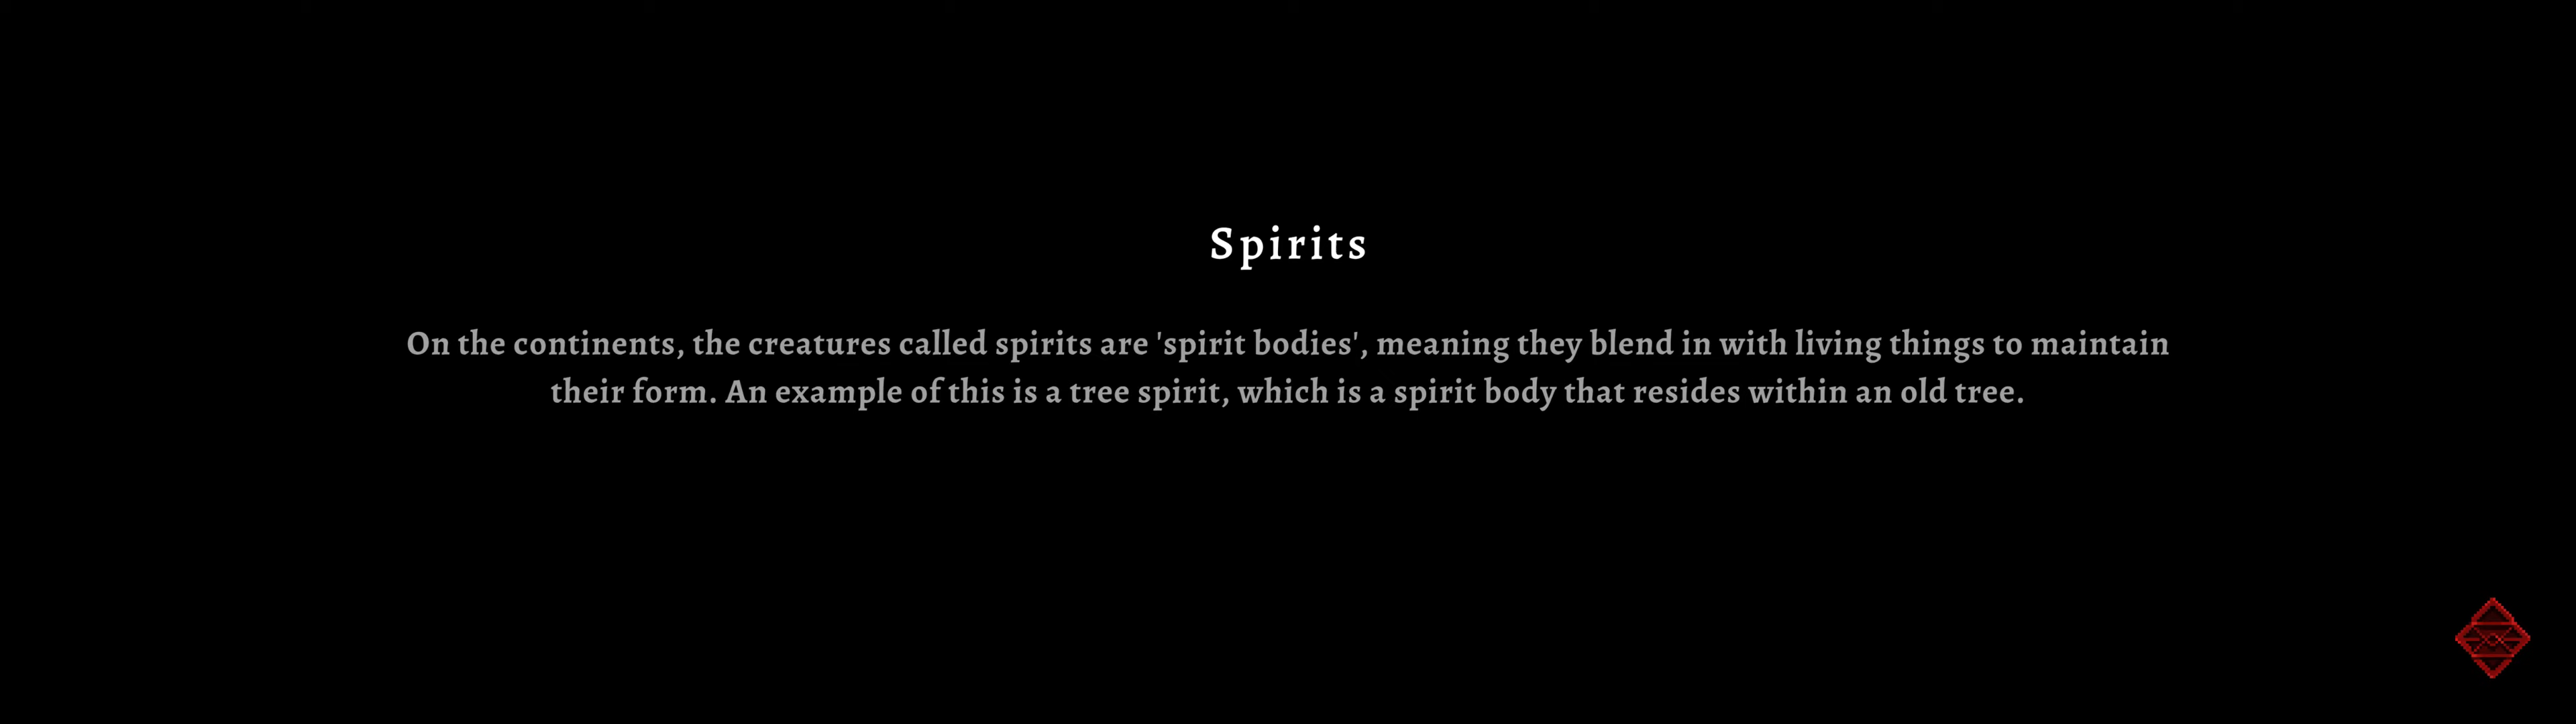 Spirits
On the continents, the creatures called spirits are 'spirit bodies', meaning they blend in with living things to maintain
their form. An example of this is a tree spirit, which is a spirit body that resides within an old tree.